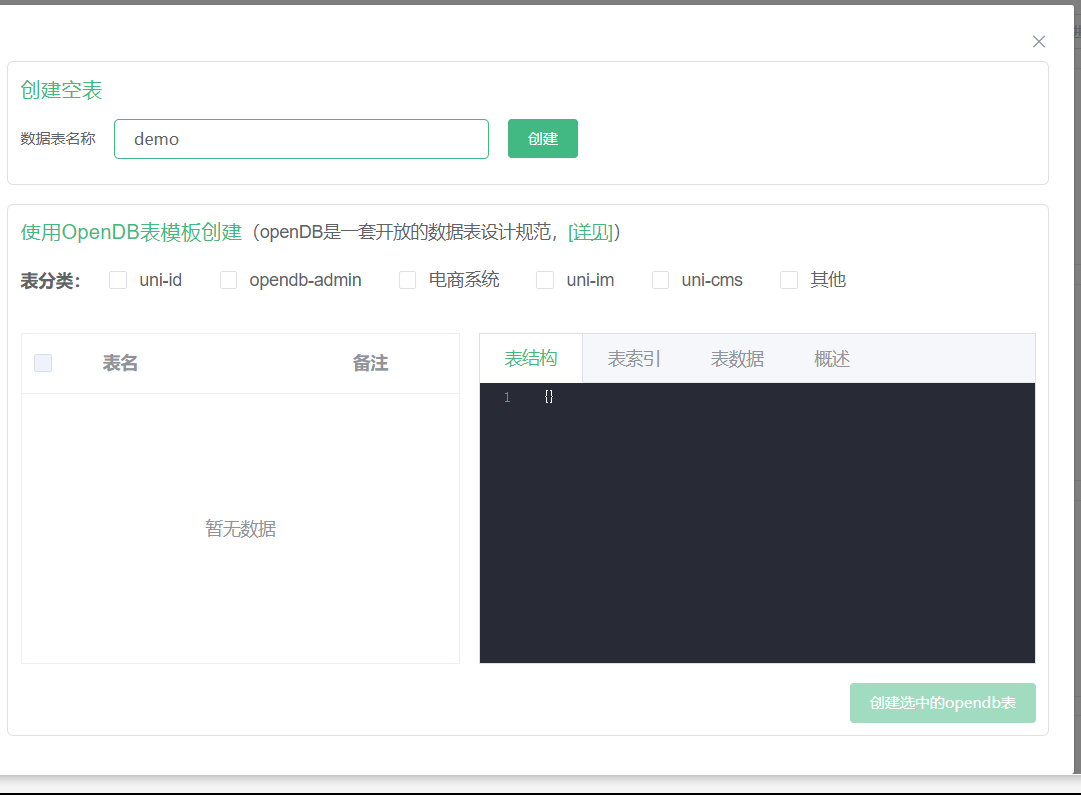 创建空表
数据表名称 demo 创建
使用OpenDB表模板创建（openDB是一套开放的数据表设计规范，[详见]）
表分类： uni-id opendb-admin 电商系统 uni-im uni-cms 其他
表名 备注
暂无数据
表结构 表索引 表数据 概述
1 {}
创建选中的opendb表